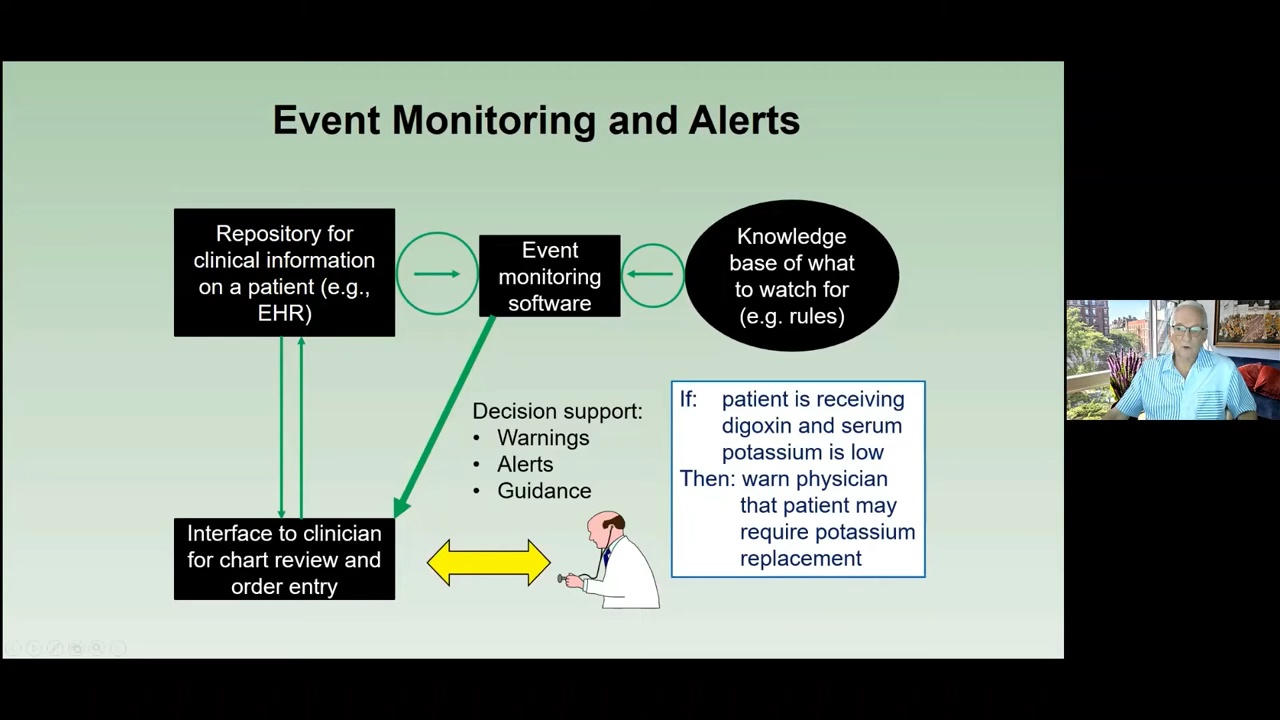 Event Monitoring and Alerts
Repository for
clinical information
on a patient (e.g.,
EHR)
Event
monitoring
software
Knowledge
base of what
to watch for
(e.g. rules)
Decision support:
• Warnings
• Alerts
• Guidance
If: patient is receiving
digoxin and serum
potassium is low
Then: warn physician
that patient may
require potassium
replacement
Interface to clinician
for chart review and
order entry